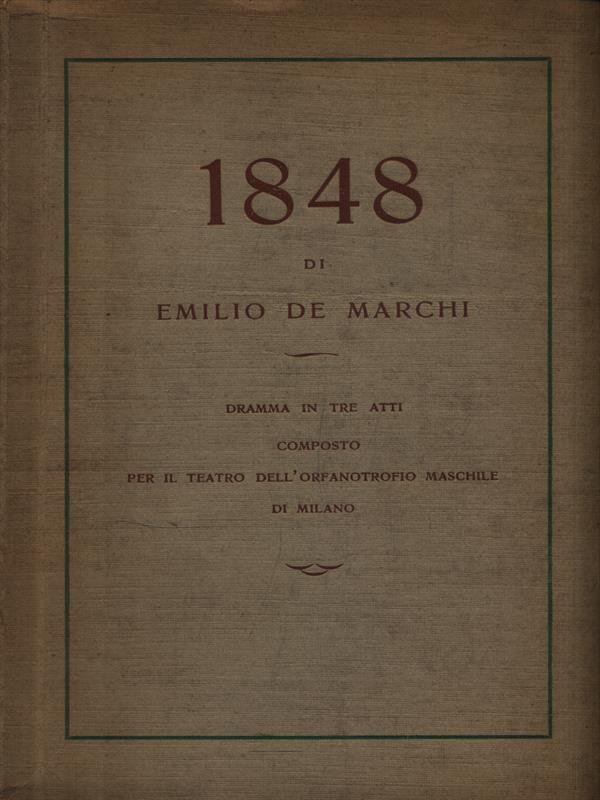 1848
DI
EMILIO DE MARCHI
DRAMMA IN TRE ATTI
COMPOSTO
PER IL TEATRO DELL'ORFANOTROFIO MASCHILE
DI MILANO